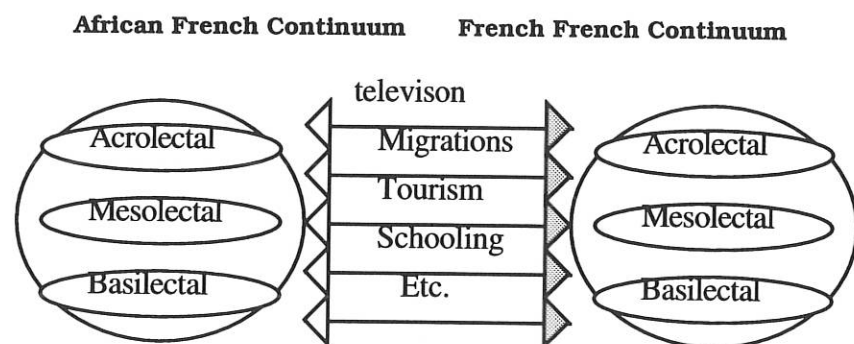 African French Continuum French French Continuum
televison
Acrolectal Migrations Acrolectal
Tourism
Mesolectal Mesolectal
Schooling
Basilectal Etc. Basilectal